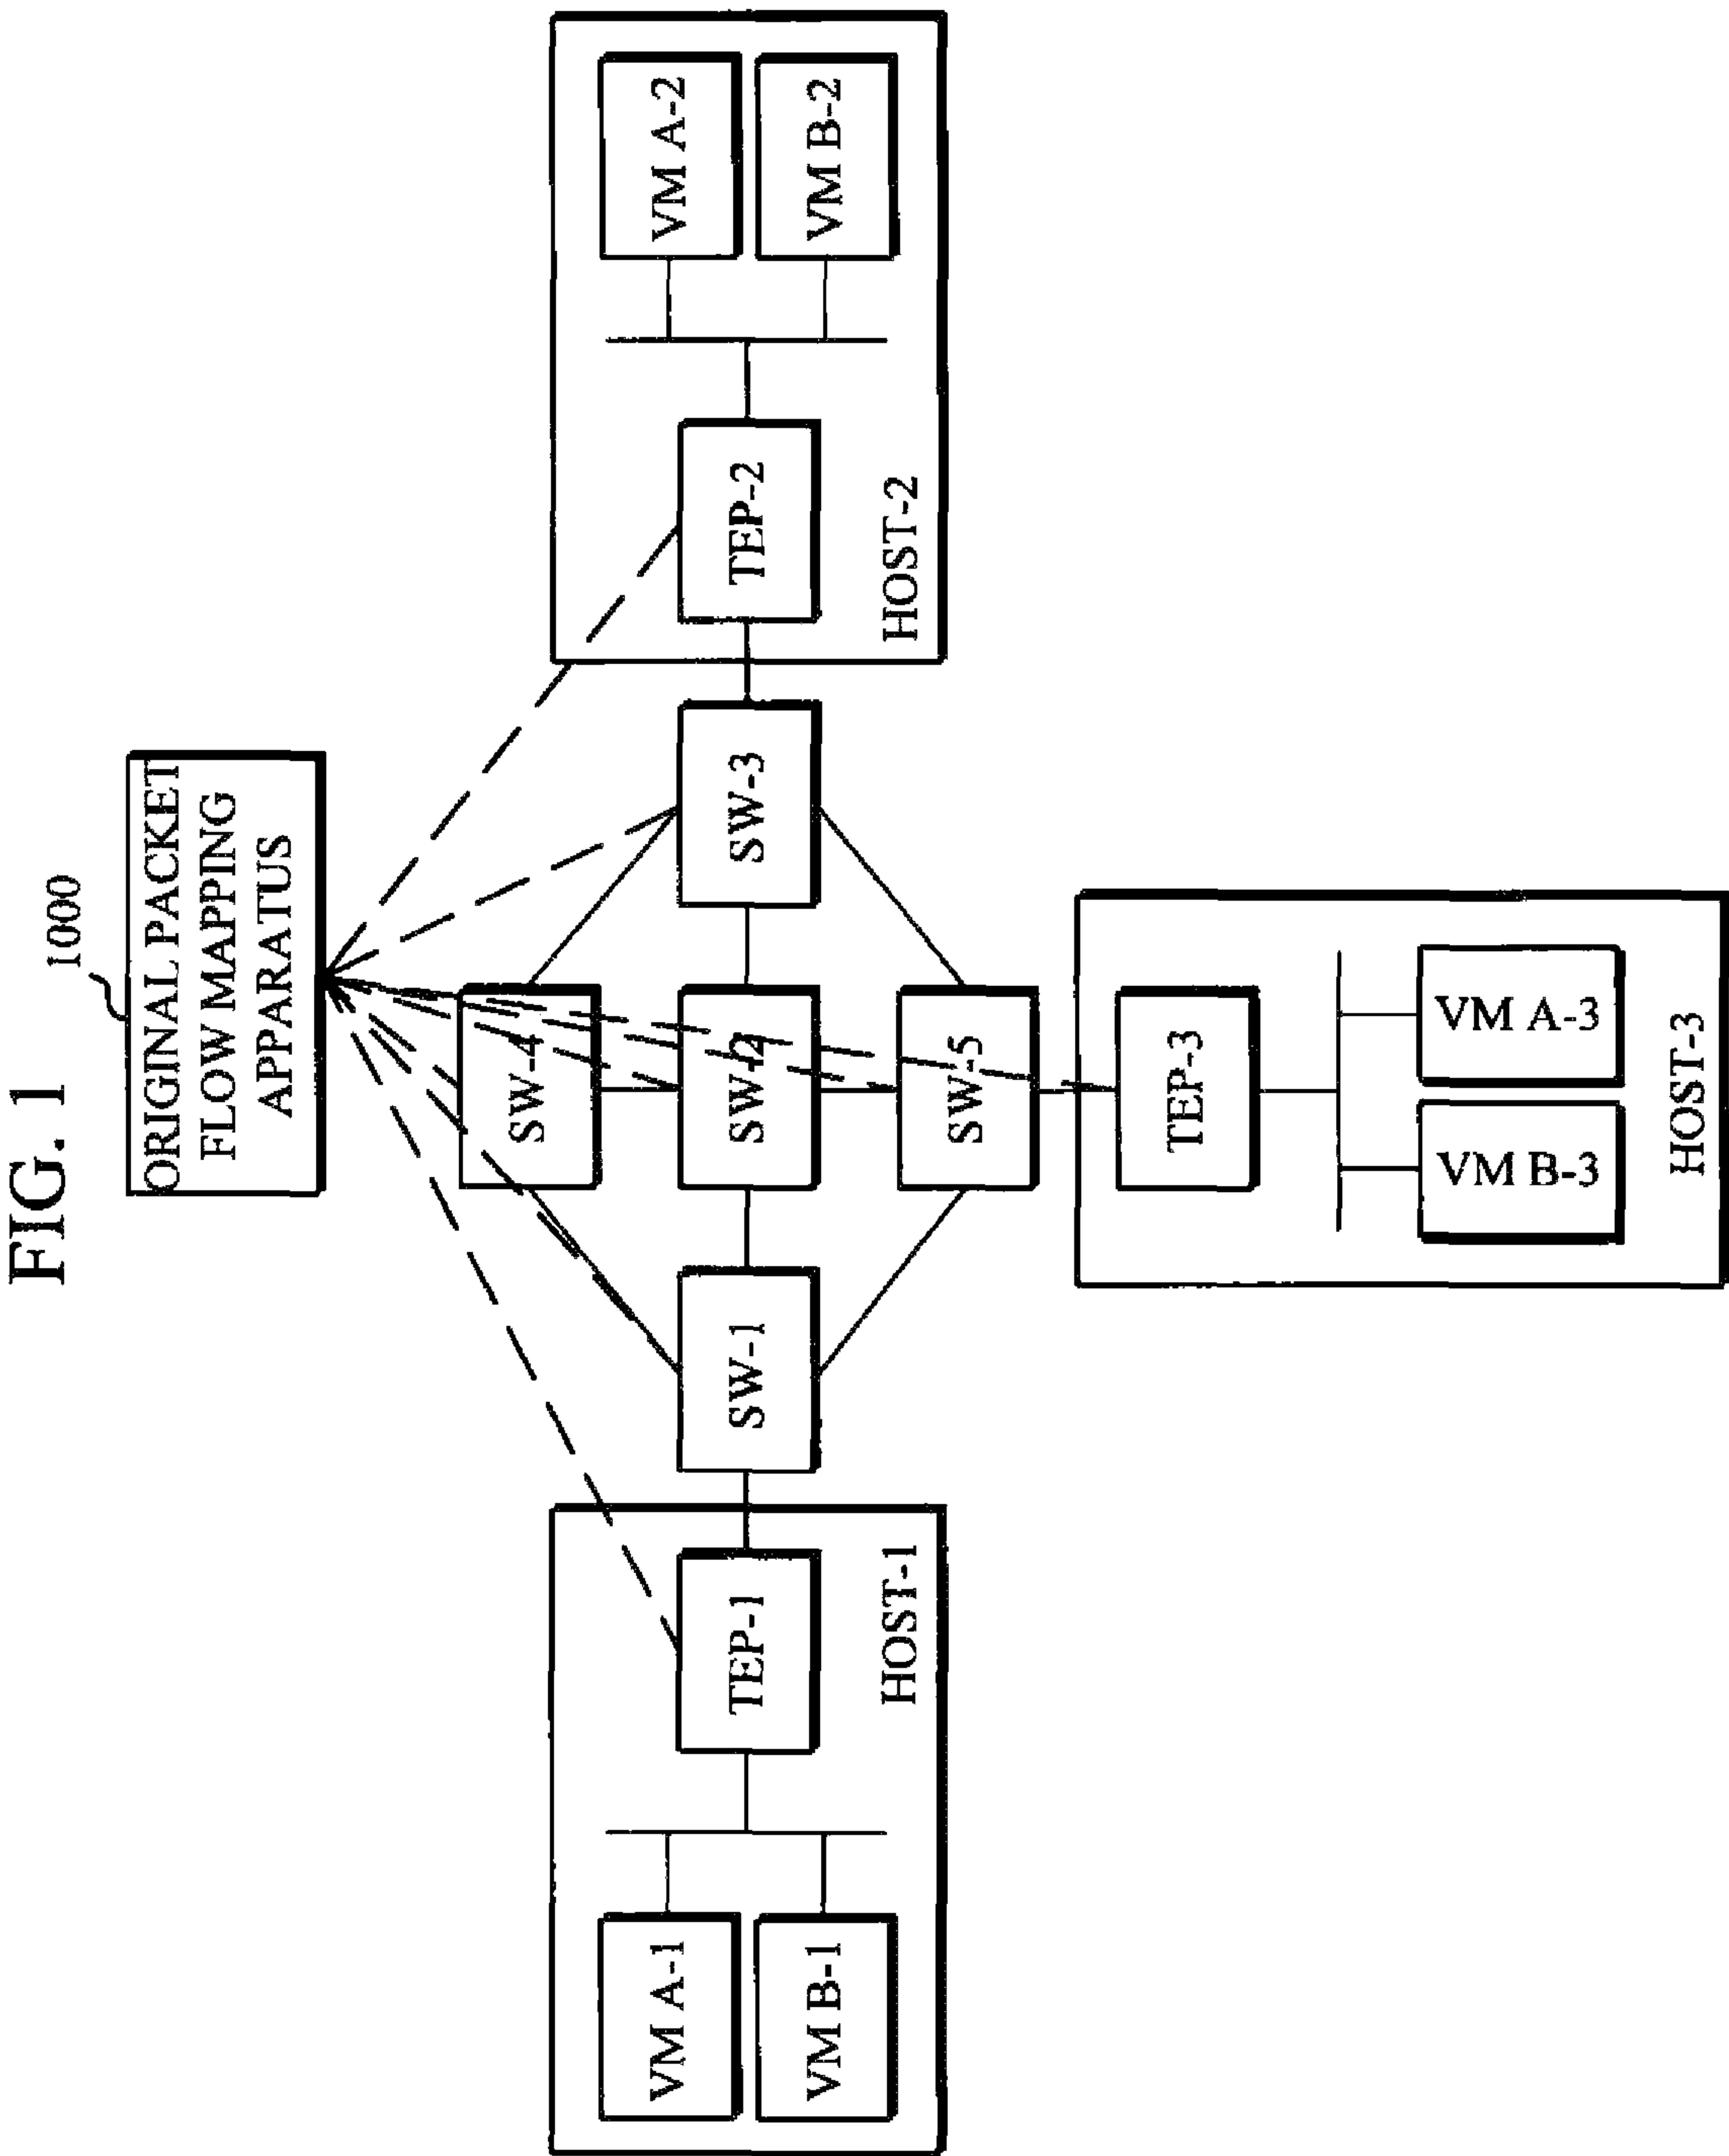 FIG. 1
1000
ORIGINAL PACKET
FLOW MAPPING
APPARATUS
VM A-1
VM B-1
TEP-1
HOST-1
SW-1
SW-4
SW-2
SW-5
SW-3
TEP-2
HOST-2
VM A-2
VM B-2
TEP-3
VM B-3
VM A-3
HOST-3